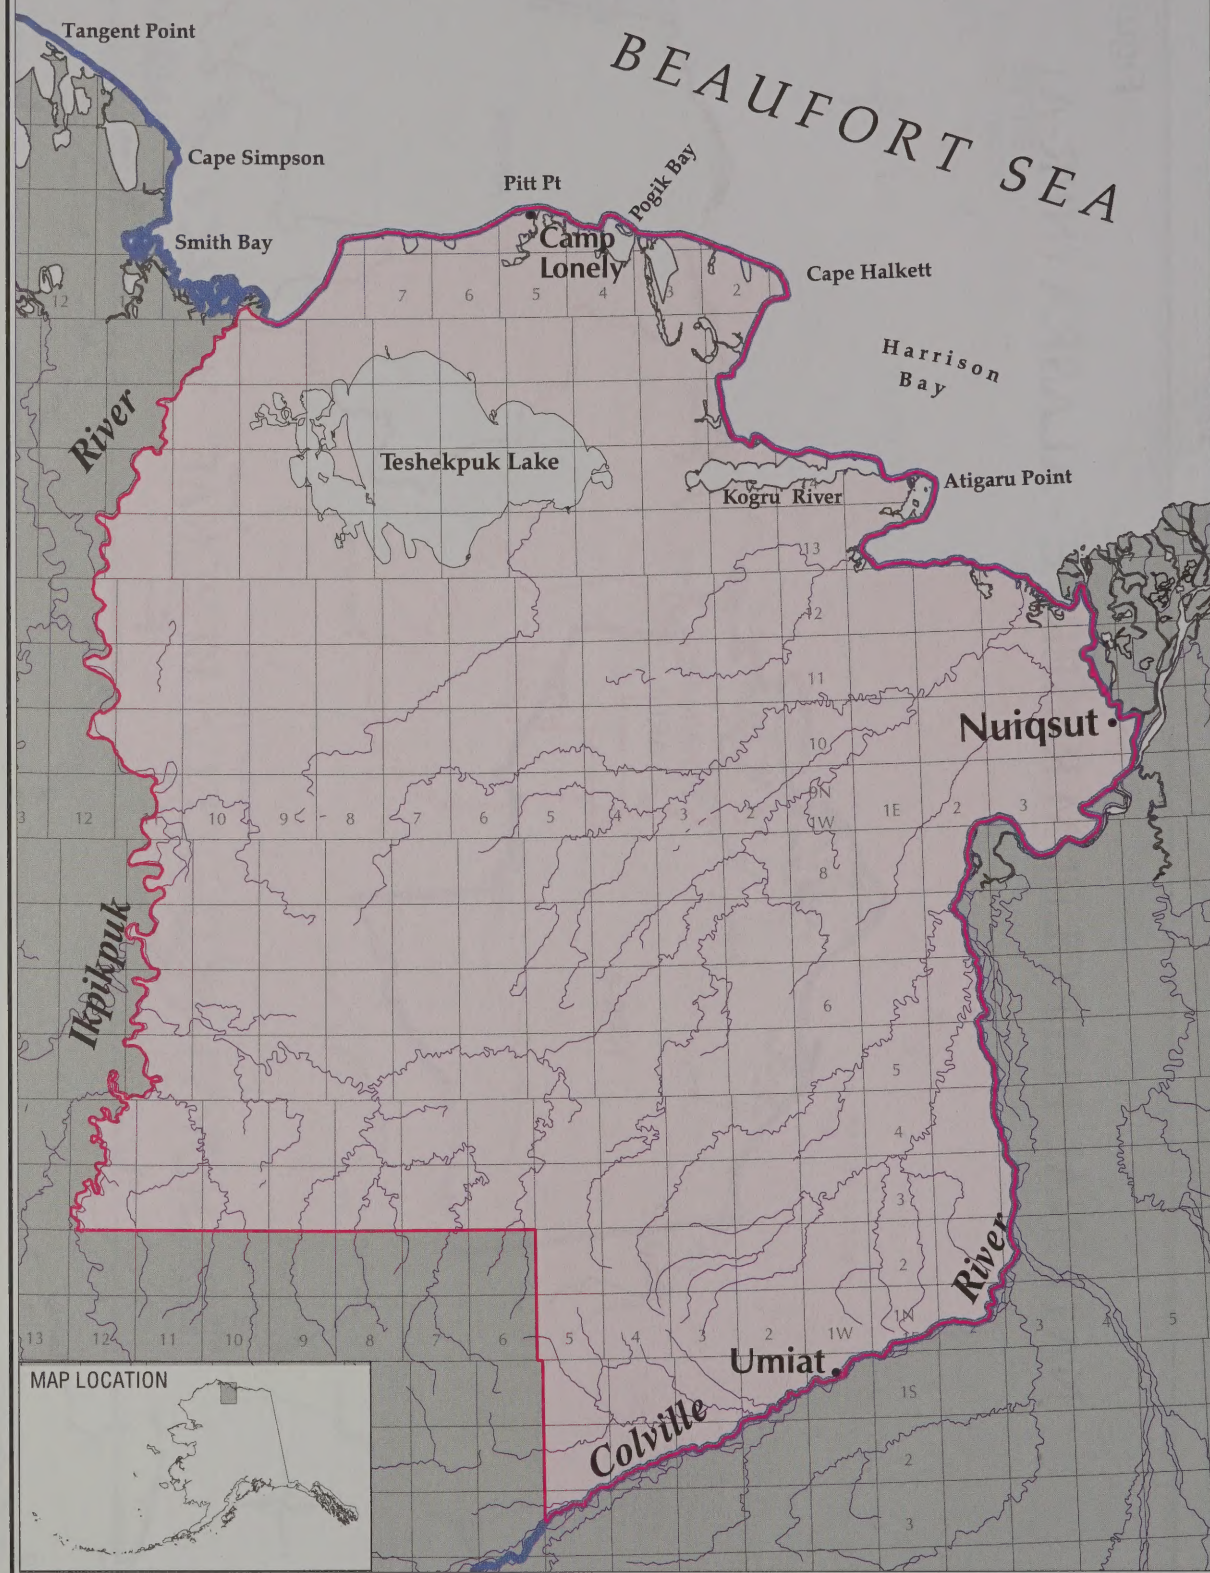 Tangent Point
BEAUFORT SEA
Cape Simpson
Pitt Pt
Pogik Bay
Smith Bay
Camp
Lonely
Cape Halkett
12
7
6
5
4
3
2
Harrison
Bay
River
Teshekpuk Lake
Kogru River
Atigaru Point
13
12
11
Nuiqsut
10
9N
3
12
10
9
8
7
6
5
4
3
2
1W
1E
2
3
8
Ikpikpuk
6
5
4
3
2
River
1N
13
12
11
10
9
8
7
6
5
4
3
2
1W
2
3
4
5
Umiat
MAP LOCATION
1S
Colville
2
3